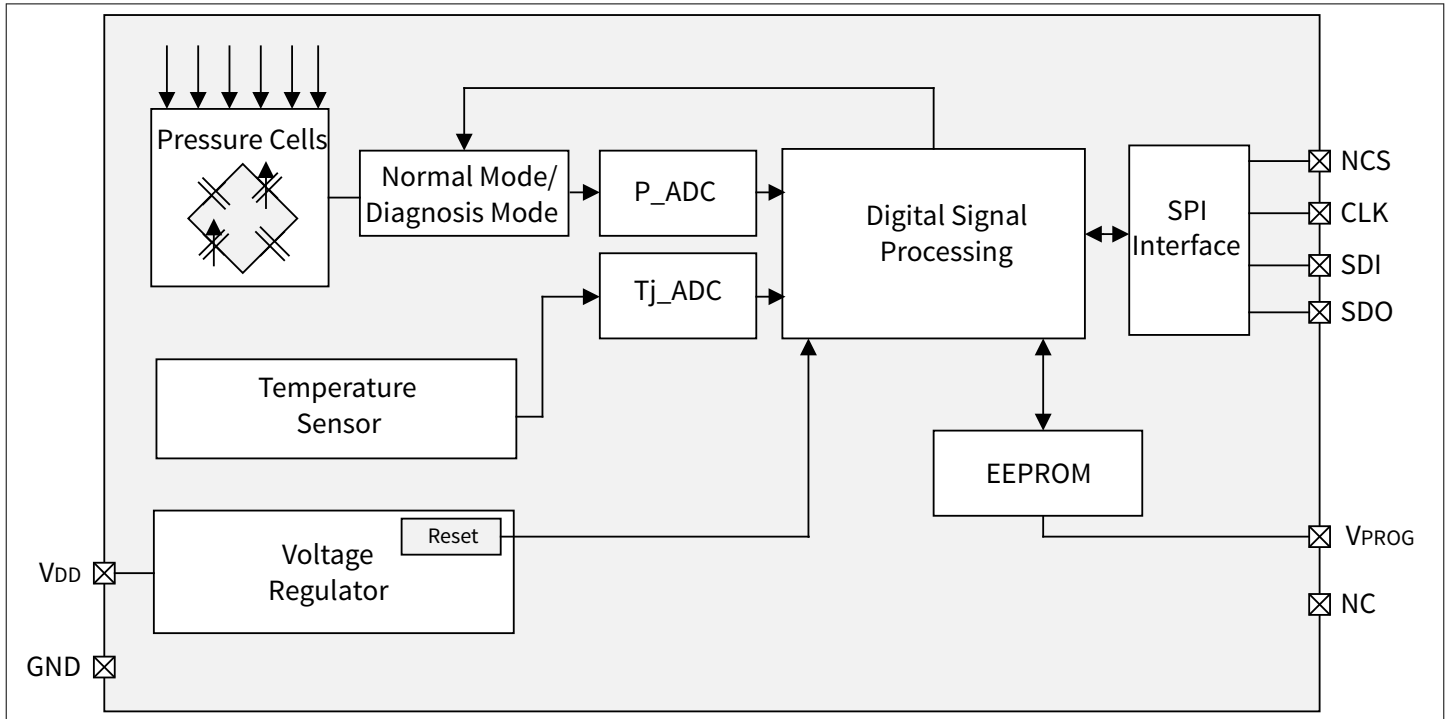 Pressure Cells
Normal Mode/
Diagnosis Mode
P_ADC
Digital Signal
Processing
SPI
Interface
NCS
CLK
SDI
SDO
Tj_ADC
Temperature
Sensor
EEPROM
Reset
Voltage
Regulator
VDD
GND
VPROG
NC